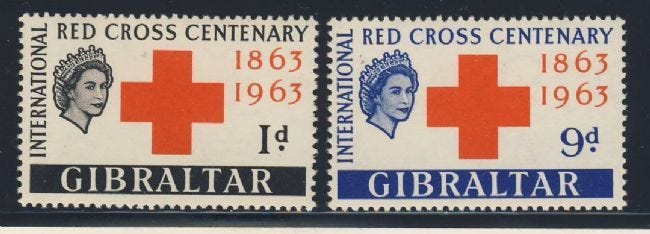 INTERNATIONAL
RED CROSS CENTENARY
1863
1963
1d
GIBRALTAR
INTERNATIONAL
RED CROSS CENTENARY
1863
1963
9d
GIBRALTAR